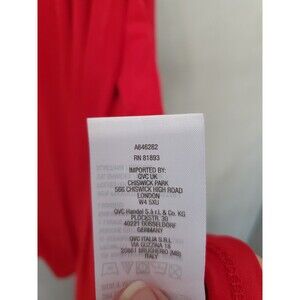 A646282
RN 81893
IMPORTED BY:
QVC UK
CHISWICK PARK
566 CHISWICK HIGH ROAD
LONDON
W4 5XU
QVC Handel S.à r.l. & Co. KG
PLOCKSTR. 30
40221 DÜSSELDORF
GERMANY
QVC ITALIA S.R.L.
VIA GUZZINA 18
20861 BRUGHERIO (MB)
ITALY